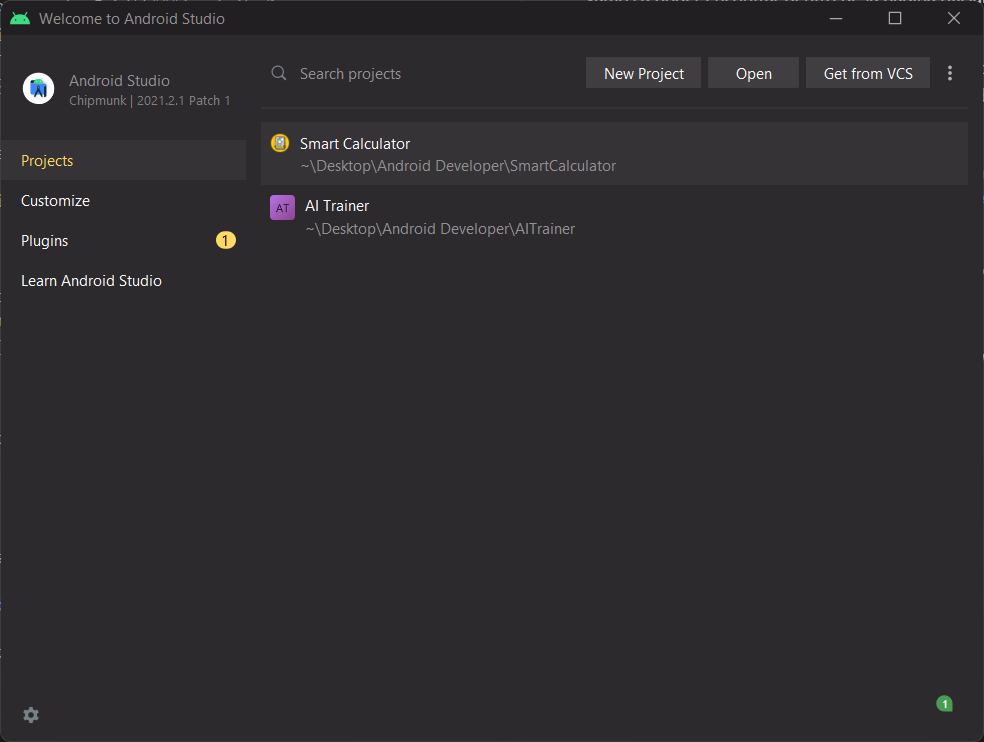 Welcome to Android Studio
Android Studio
Chipmunk | 2021.2.1 Patch 1
Search projects
New Project
Open
Get from VCS
Projects
Customize
Plugins
1
Learn Android Studio
Smart Calculator
~\Desktop\Android Developer\SmartCalculator
AT
AI Trainer
~\Desktop\Android Developer\AITrainer
1